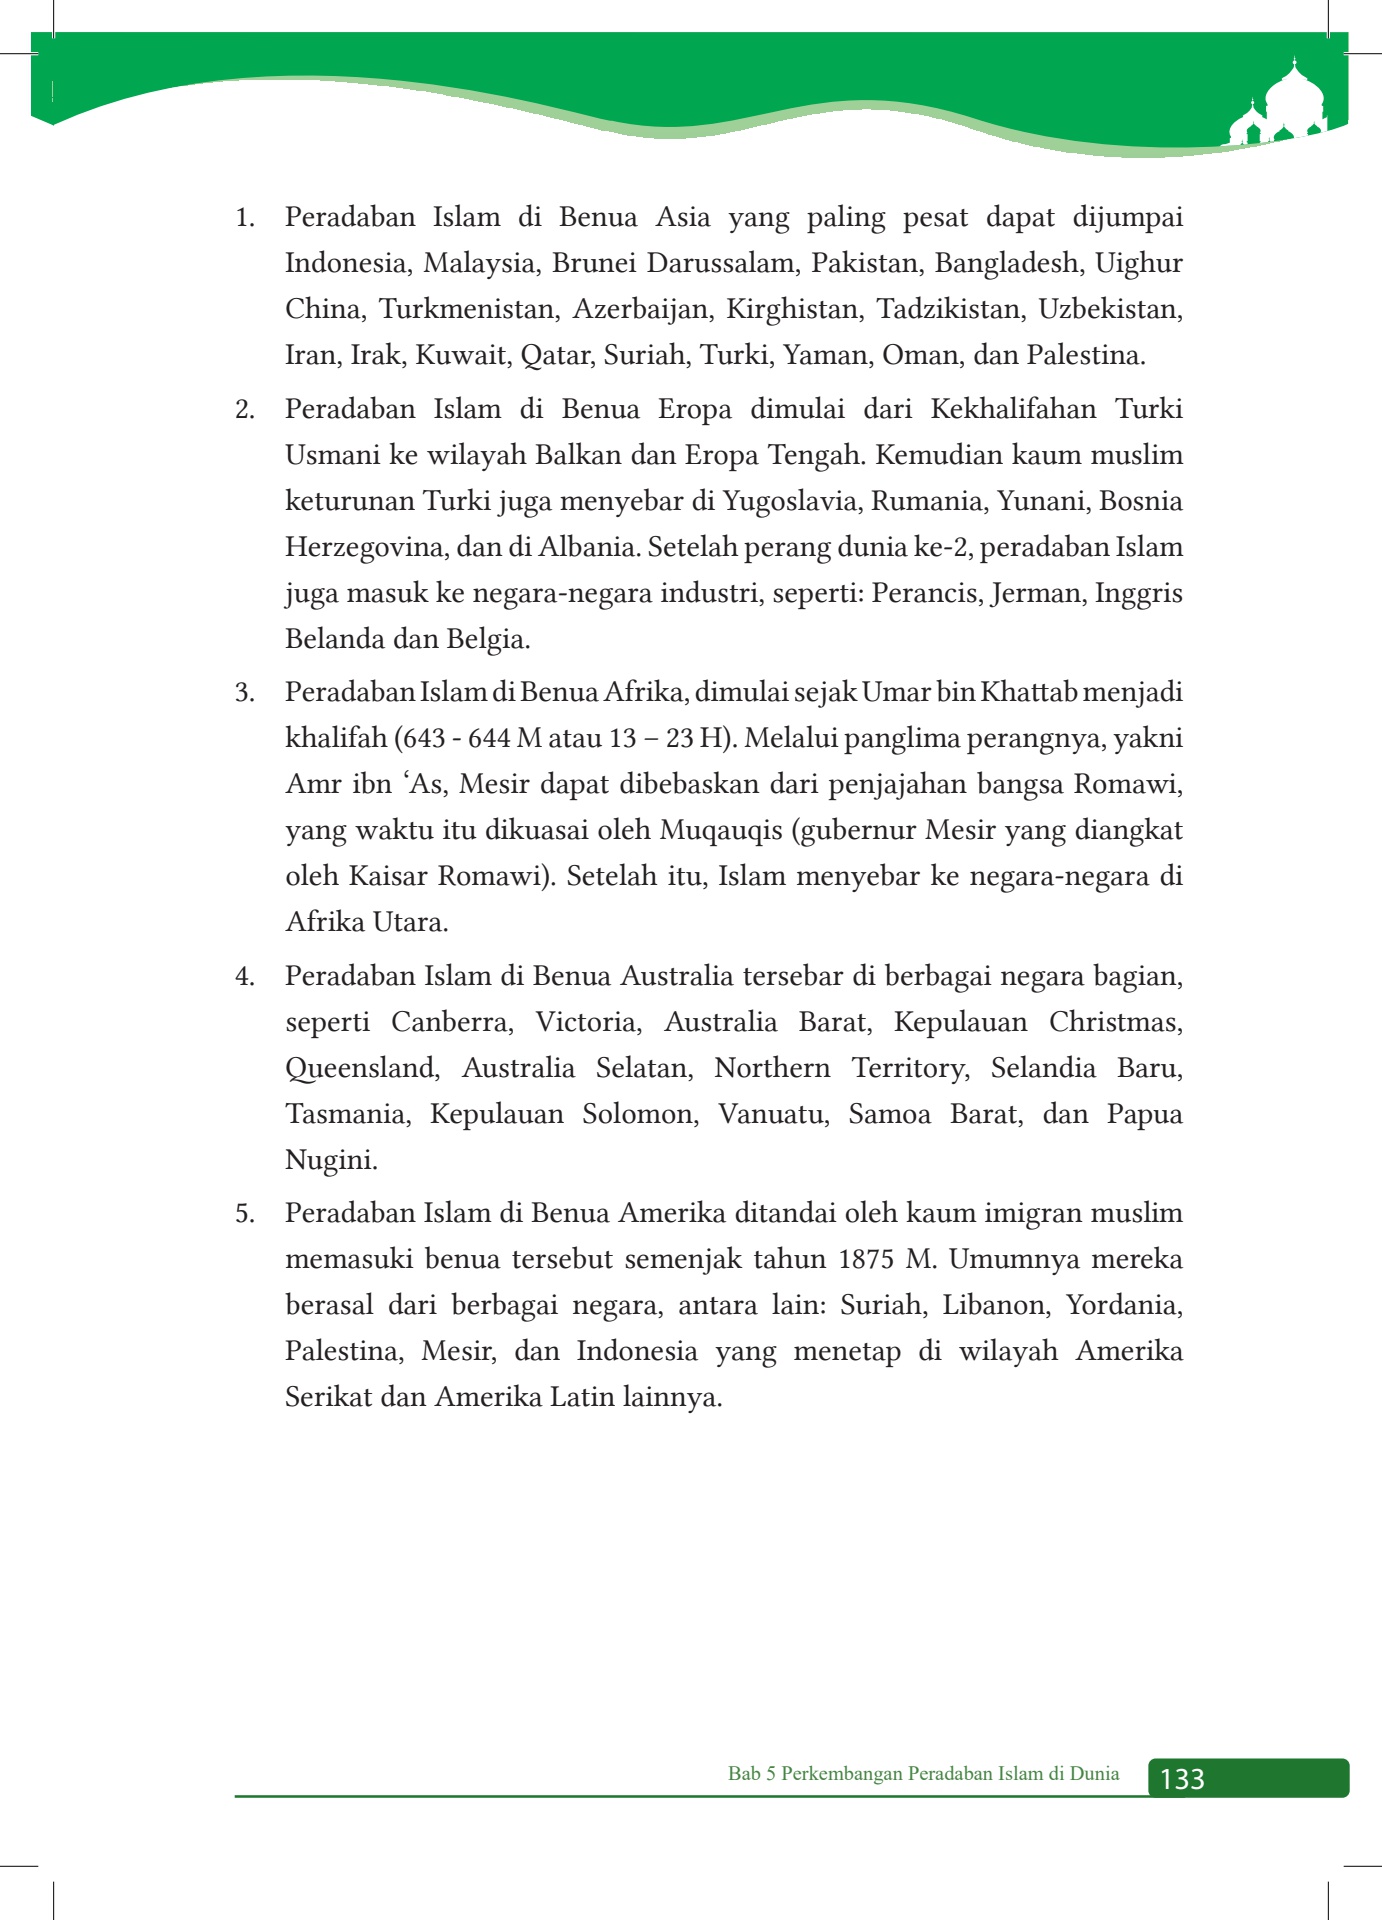 1. Peradaban Islam di Benua Asia yang paling pesat dapat dijumpai
Indonesia, Malaysia, Brunei Darussalam, Pakistan, Bangladesh, Uighur
China, Turkmenistan, Azerbaijan, Kirghistan, Tadzikistan, Uzbekistan,
Iran, Irak, Kuwait, Qatar, Suriah, Turki, Yaman, Oman, dan Palestina.
2. Peradaban Islam di Benua Eropa dimulai dari Kekhalifahan Turki
Usmani ke wilayah Balkan dan Eropa Tengah. Kemudian kaum muslim
keturunan Turki juga menyebar di Yugoslavia, Rumania, Yunani, Bosnia
Herzegovina, dan di Albania. Setelah perang dunia ke-2, peradaban Islam
juga masuk ke negara-negara industri, seperti: Perancis, Jerman, Inggris
Belanda dan Belgia.
3. Peradaban Islam di Benua Afrika, dimulai sejak Umar bin Khattab menjadi
khalifah (643 - 644 M atau 13 – 23 H). Melalui panglima perangnya, yakni
Amr ibn ‘As, Mesir dapat dibebaskan dari penjajahan bangsa Romawi,
yang waktu itu dikuasai oleh Muqauqis (gubernur Mesir yang diangkat
oleh Kaisar Romawi). Setelah itu, Islam menyebar ke negara-negara di
Afrika Utara.
4. Peradaban Islam di Benua Australia tersebar di berbagai negara bagian,
seperti Canberra, Victoria, Australia Barat, Kepulauan Christmas,
Queensland, Australia Selatan, Northern Territory, Selandia Baru,
Tasmania, Kepulauan Solomon, Vanuatu, Samoa Barat, dan Papua
Nugini.
5. Peradaban Islam di Benua Amerika ditandai oleh kaum imigran muslim
memasuki benua tersebut semenjak tahun 1875 M. Umumnya mereka
berasal dari berbagai negara, antara lain: Suriah, Libanon, Yordania,
Palestina, Mesir, dan Indonesia yang menetap di wilayah Amerika
Serikat dan Amerika Latin lainnya.
Bab 5 Perkembangan Peradaban Islam di Dunia 133